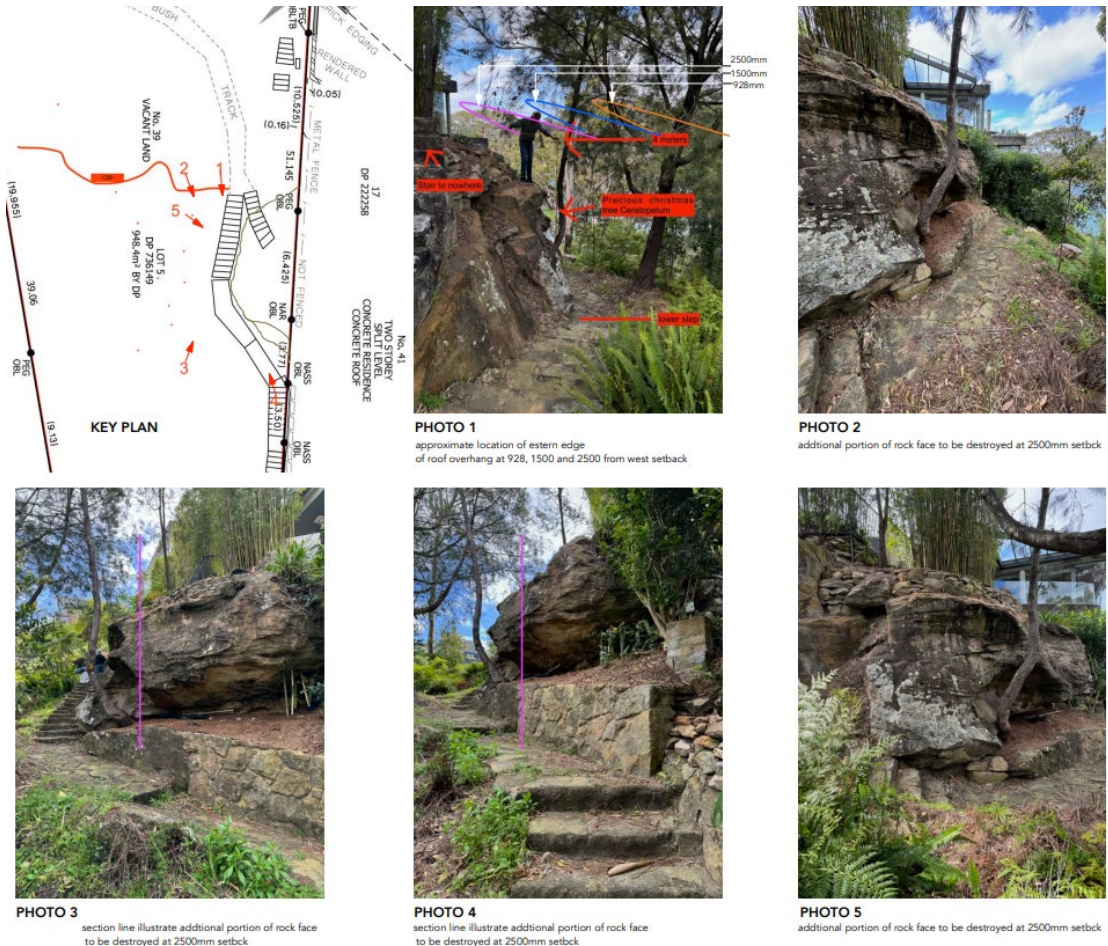 BUSH
TRACK
PEG
OBLTB
BRICK EDGING
RENDERED
WALL
(0.05)
(10.525)
(0.16)
METAL FENCE
No. 39
VACANT LAND
51.145
17
DP 222258
2
1
5
3
PEG
OBL
(19.955)
LOT 5
DP 736149
948.4m² BY DP
(6.425)
NOT FENCED
NAR
OBL
39.06
(3.77)
No. 41
TWO STOREY
SPLIT LEVEL
CONCRETE RESIDENCE
CONCRETE ROOF
NASS
OBL
(3.50)
PEG
OBL
(9.13)
NASS
OBL
KEY PLAN
2500mm
1500mm
928mm
4 meters
Stair to nowhere
Precious christmas
tree Ceratopelum
lower step
PHOTO 1
approximate location of estern edge
of roof overhang at 928, 1500 and 2500 from west setback
PHOTO 2
addtional portion of rock face to be destroyed at 2500mm setbck
PHOTO 3
section line illustrate addtional portion of rock face
to be destroyed at 2500mm setbck
PHOTO 4
section line illustrate addtional portion of rock face
to be destroyed at 2500mm setbck
PHOTO 5
addtional portion of rock face to be destroyed at 2500mm setbck